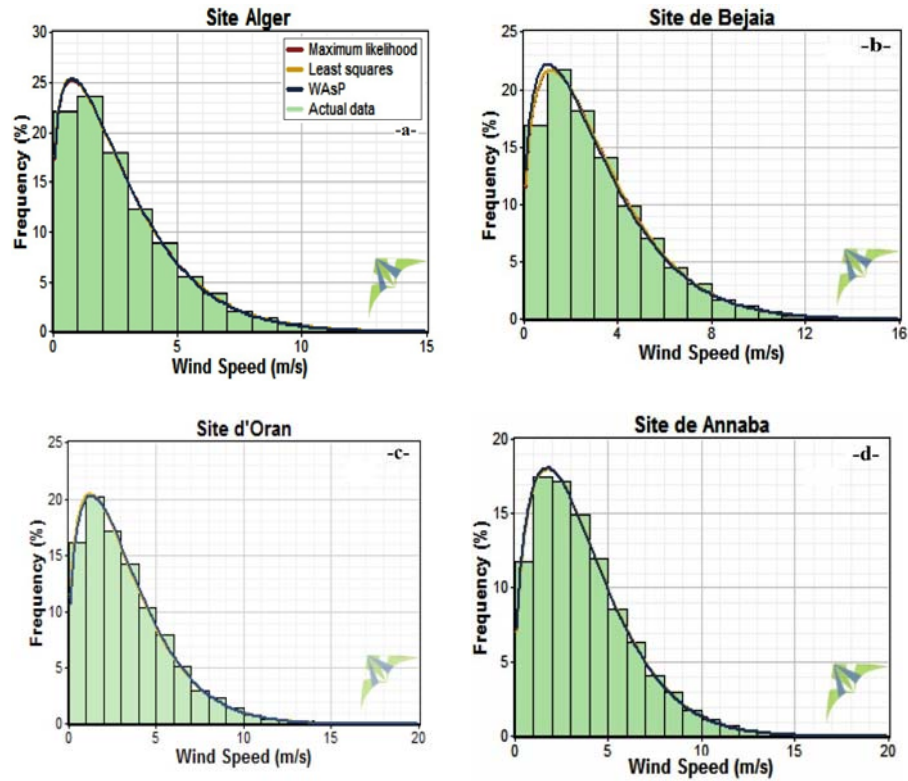 Site Alger
30
25
20
15
10
5
0
Frequency (%)
Maximum likelihood
Least squares
WAsP
Actual data
-a-
0 5 10 15
Wind Speed (m/s)
Site de Bejaia
-b-
25
20
15
10
5
0
Frequency (%)
0 4 8 12 16
Wind Speed (m/s)
Site d'Oran
-c-
25
20
15
10
5
0
Frequency (%)
0 5 10 15 20
Wind Speed (m/s)
Site de Annaba
-d-
20
15
10
5
0
Frequency (%)
0 5 10 15 20
Wind Speed (m/s)